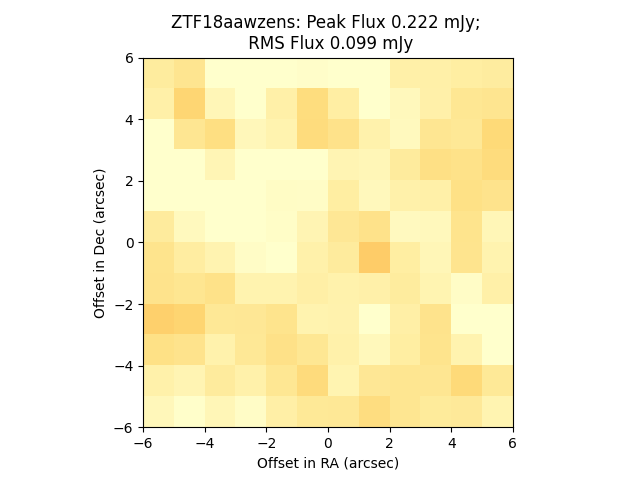 ZTF18aawzens: Peak Flux 0.222 mJy;
RMS Flux 0.099 mJy
6
4
2
0
−2
−4
−6
Offset in Dec (arcsec)
−6 −4 −2 0 2 4 6
Offset in RA (arcsec)